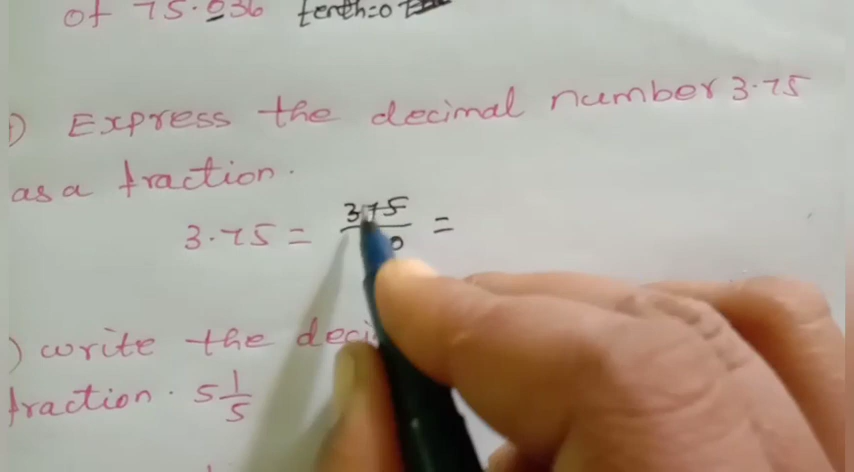 of 75.036 tenth=0
Express the decimal number 3.75
as a fraction.
3.75 = 375 =
) write the
fraction. 5 1/5